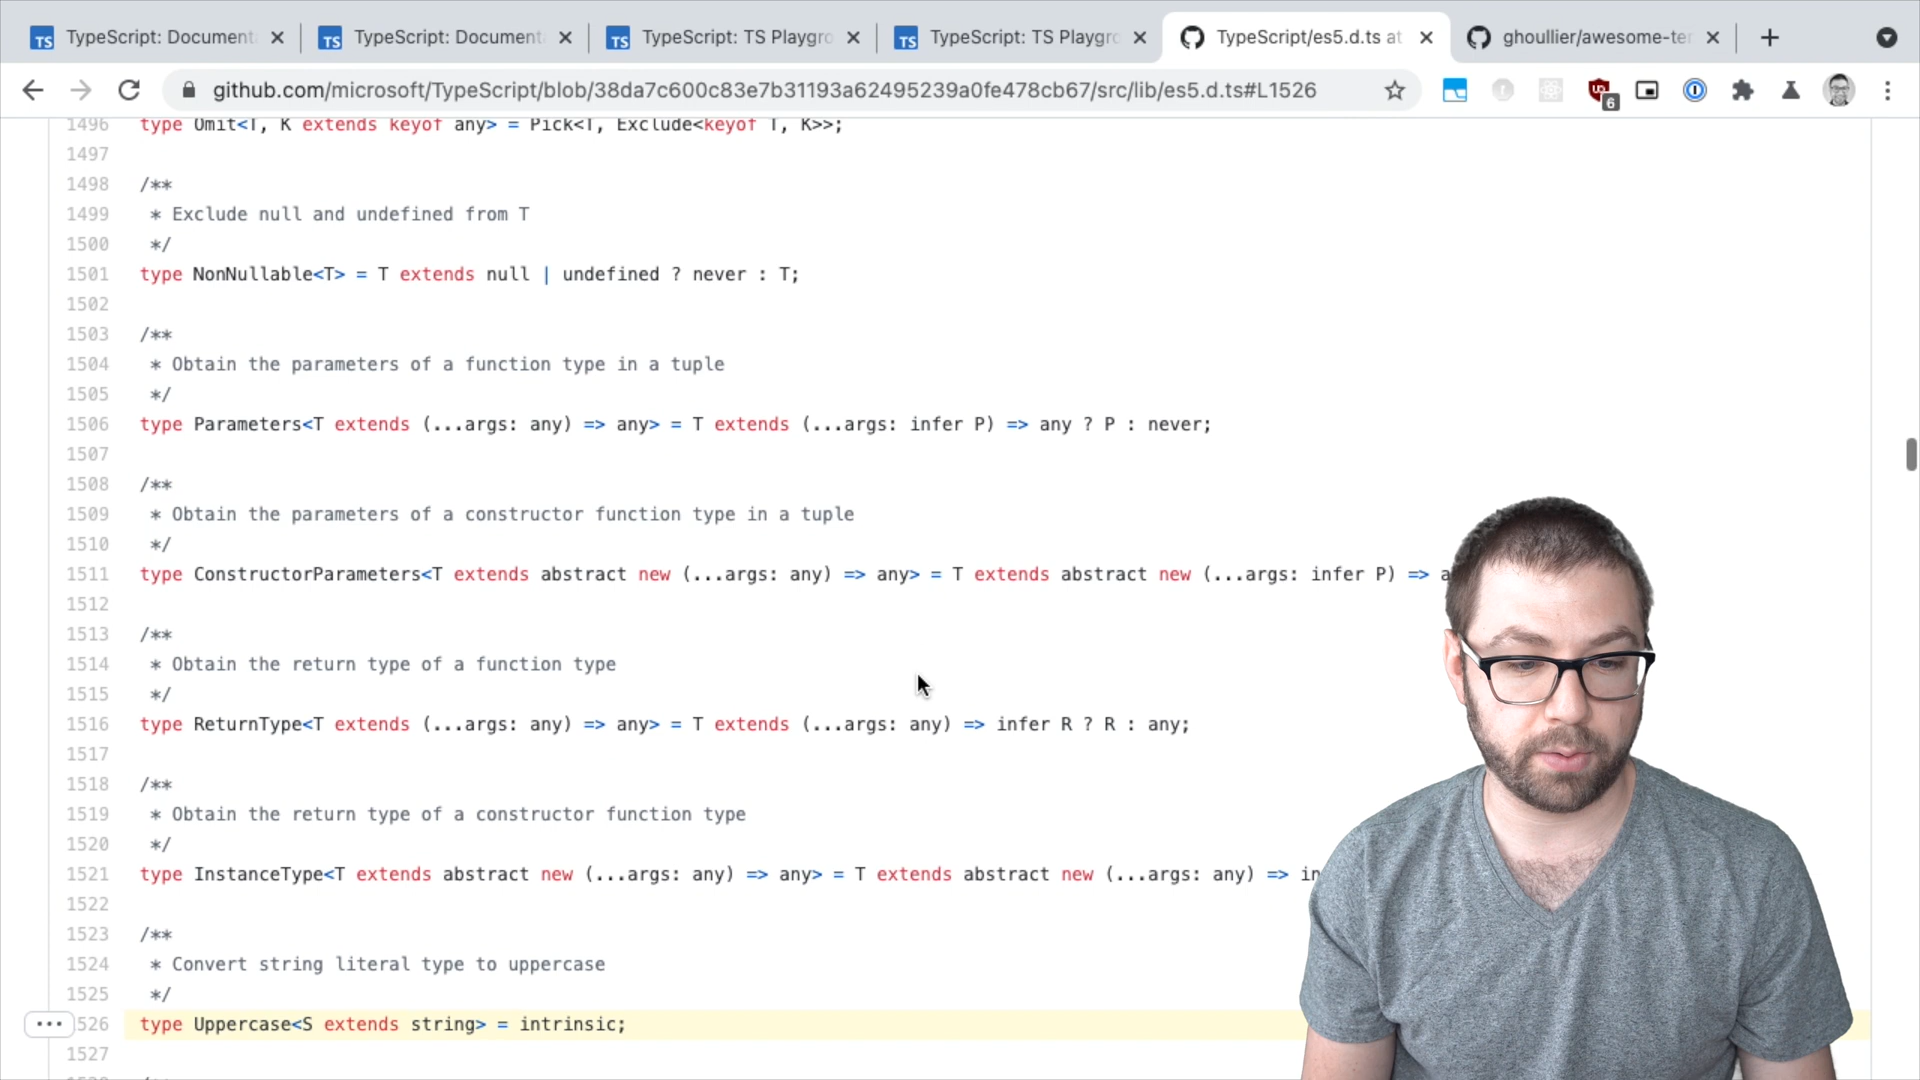 TypeScript: Document
TypeScript: Document
TypeScript: TS Playgro
TypeScript: TS Playgro
TypeScript/es5.d.ts at
ghoullier/awesome-te
github.com/microsoft/TypeScript/blob/38da7c600c83e7b31193a62495239a0fe478cb67/src/lib/es5.d.ts#L1526
6
1496 type Omit<T, K extends keyof any> = Pick<T, Exclude<keyof T, K>>;
1497
1498 /**
1499 * Exclude null and undefined from T
1500 */
1501 type NonNullable<T> = T extends null | undefined ? never : T;
1502
1503 /**
1504 * Obtain the parameters of a function type in a tuple
1505 */
1506 type Parameters<T extends (...args: any) => any> = T extends (...args: infer P) => any ? P : never;
1507
1508 /**
1509 * Obtain the parameters of a constructor function type in a tuple
1510 */
1511 type ConstructorParameters<T extends abstract new (...args: any) => any> = T extends abstract new (...args: infer P) => a
1512
1513 /**
1514 * Obtain the return type of a function type
1515 */
1516 type ReturnType<T extends (...args: any) => any> = T extends (...args: any) => infer R ? R : any;
1517
1518 /**
1519 * Obtain the return type of a constructor function type
1520 */
1521 type InstanceType<T extends abstract new (...args: any) => any> = T extends abstract new (...args: any) => in
1522
1523 /**
1524 * Convert string literal type to uppercase
1525 */
526 type Uppercase<S extends string> = intrinsic;
1527